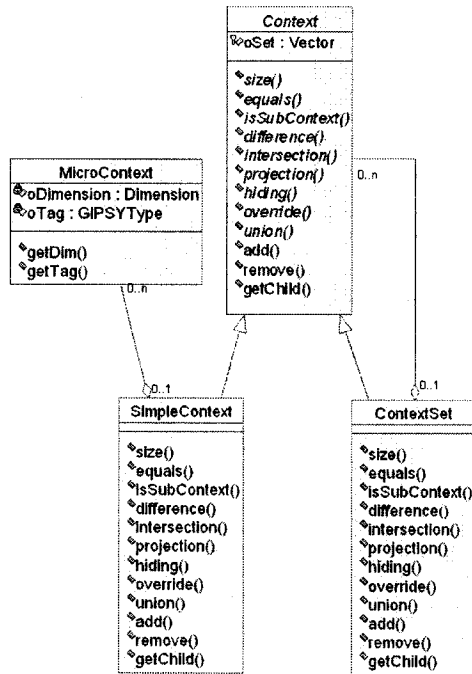 Context
oSet : Vector
size()
equals()
isSubContext()
difference()
intersection()
projection()
hiding()
override()
union()
add()
remove()
getChild()
0..n
MicroContext
oDimension : Dimension
oTag : GIPSYType
getDim()
getTag()
0..n
0..1
0..1
SimpleContext
size()
equals()
isSubContext()
difference()
intersection()
projection()
hiding()
override()
union()
add()
remove()
getChild()
ContextSet
size()
equals()
isSubContext()
difference()
intersection()
projection()
hiding()
override()
union()
add()
remove()
getChild()